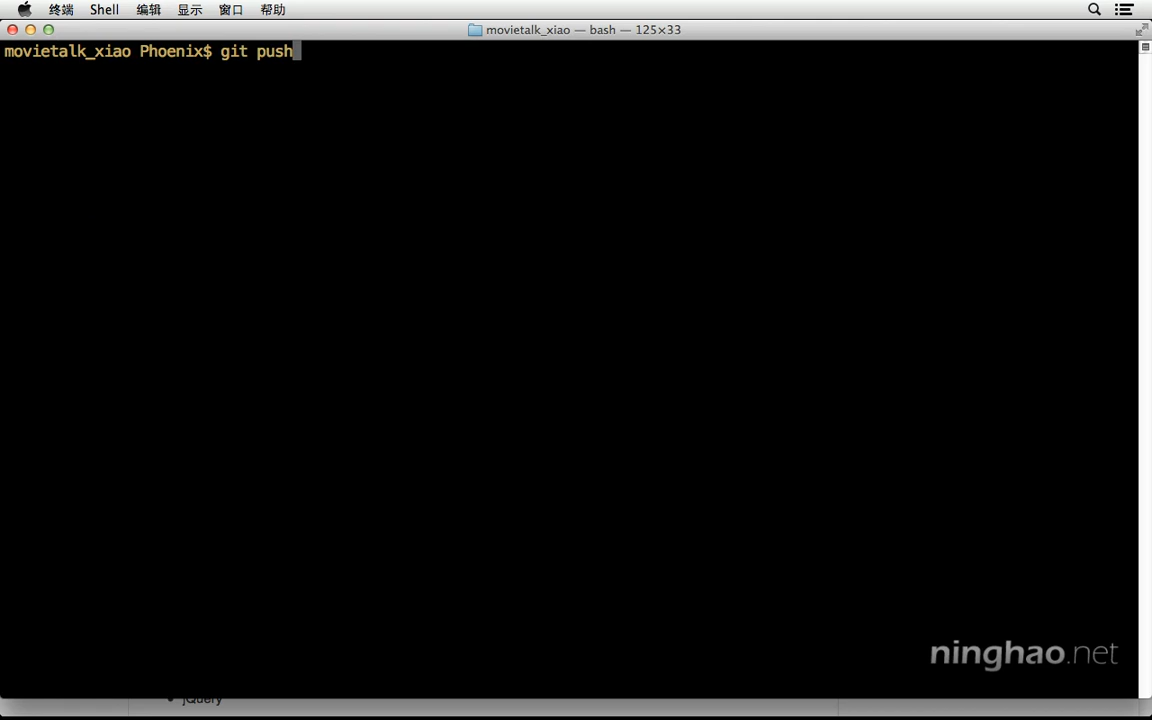 终端 Shell 编辑 显示 窗口 帮助
movietalk_xiao — bash — 125×33
movietalk_xiao Phoenix$ git push
ninghao.net
jQuery